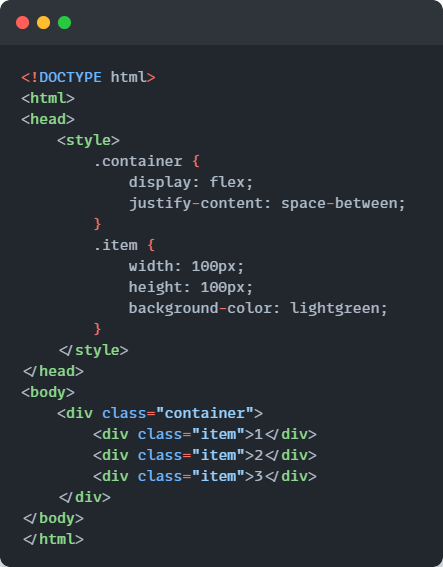 <!DOCTYPE html>
<html>
<head>
    <style>
        .container {
            display: flex;
            justify-content: space-between;
        }
        .item {
            width: 100px;
            height: 100px;
            background-color: lightgreen;
        }
    </style>
</head>
<body>
    <div class="container">
        <div class="item">1</div>
        <div class="item">2</div>
        <div class="item">3</div>
    </div>
</body>
</html>